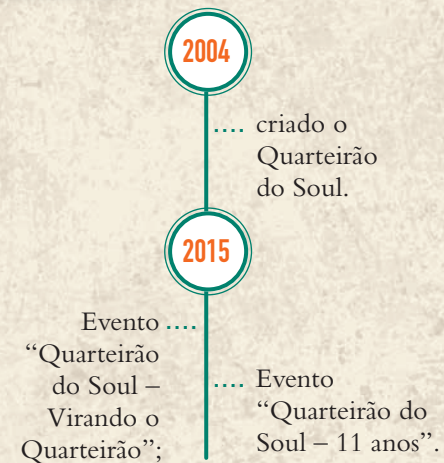 2004
.... criado o
Quarteirão
do Soul.
2015
Evento ....
“Quarteirão
do Soul –
Virando o
Quarteirão”;
.... Evento
“Quarteirão do
Soul – 11 anos”.